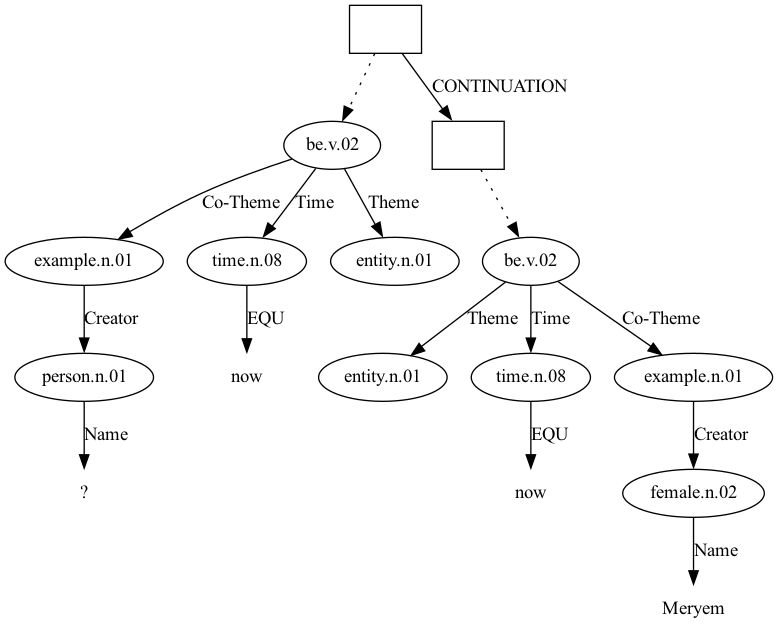 CONTINUATION
be.v.02
Co-Theme Time Theme
example.n.01 time.n.08 entity.n.01 be.v.02
Creator EQU Theme Time Co-Theme
person.n.01 now entity.n.01 time.n.08 example.n.01
Name EQU Creator
? now female.n.02
Name
Meryem